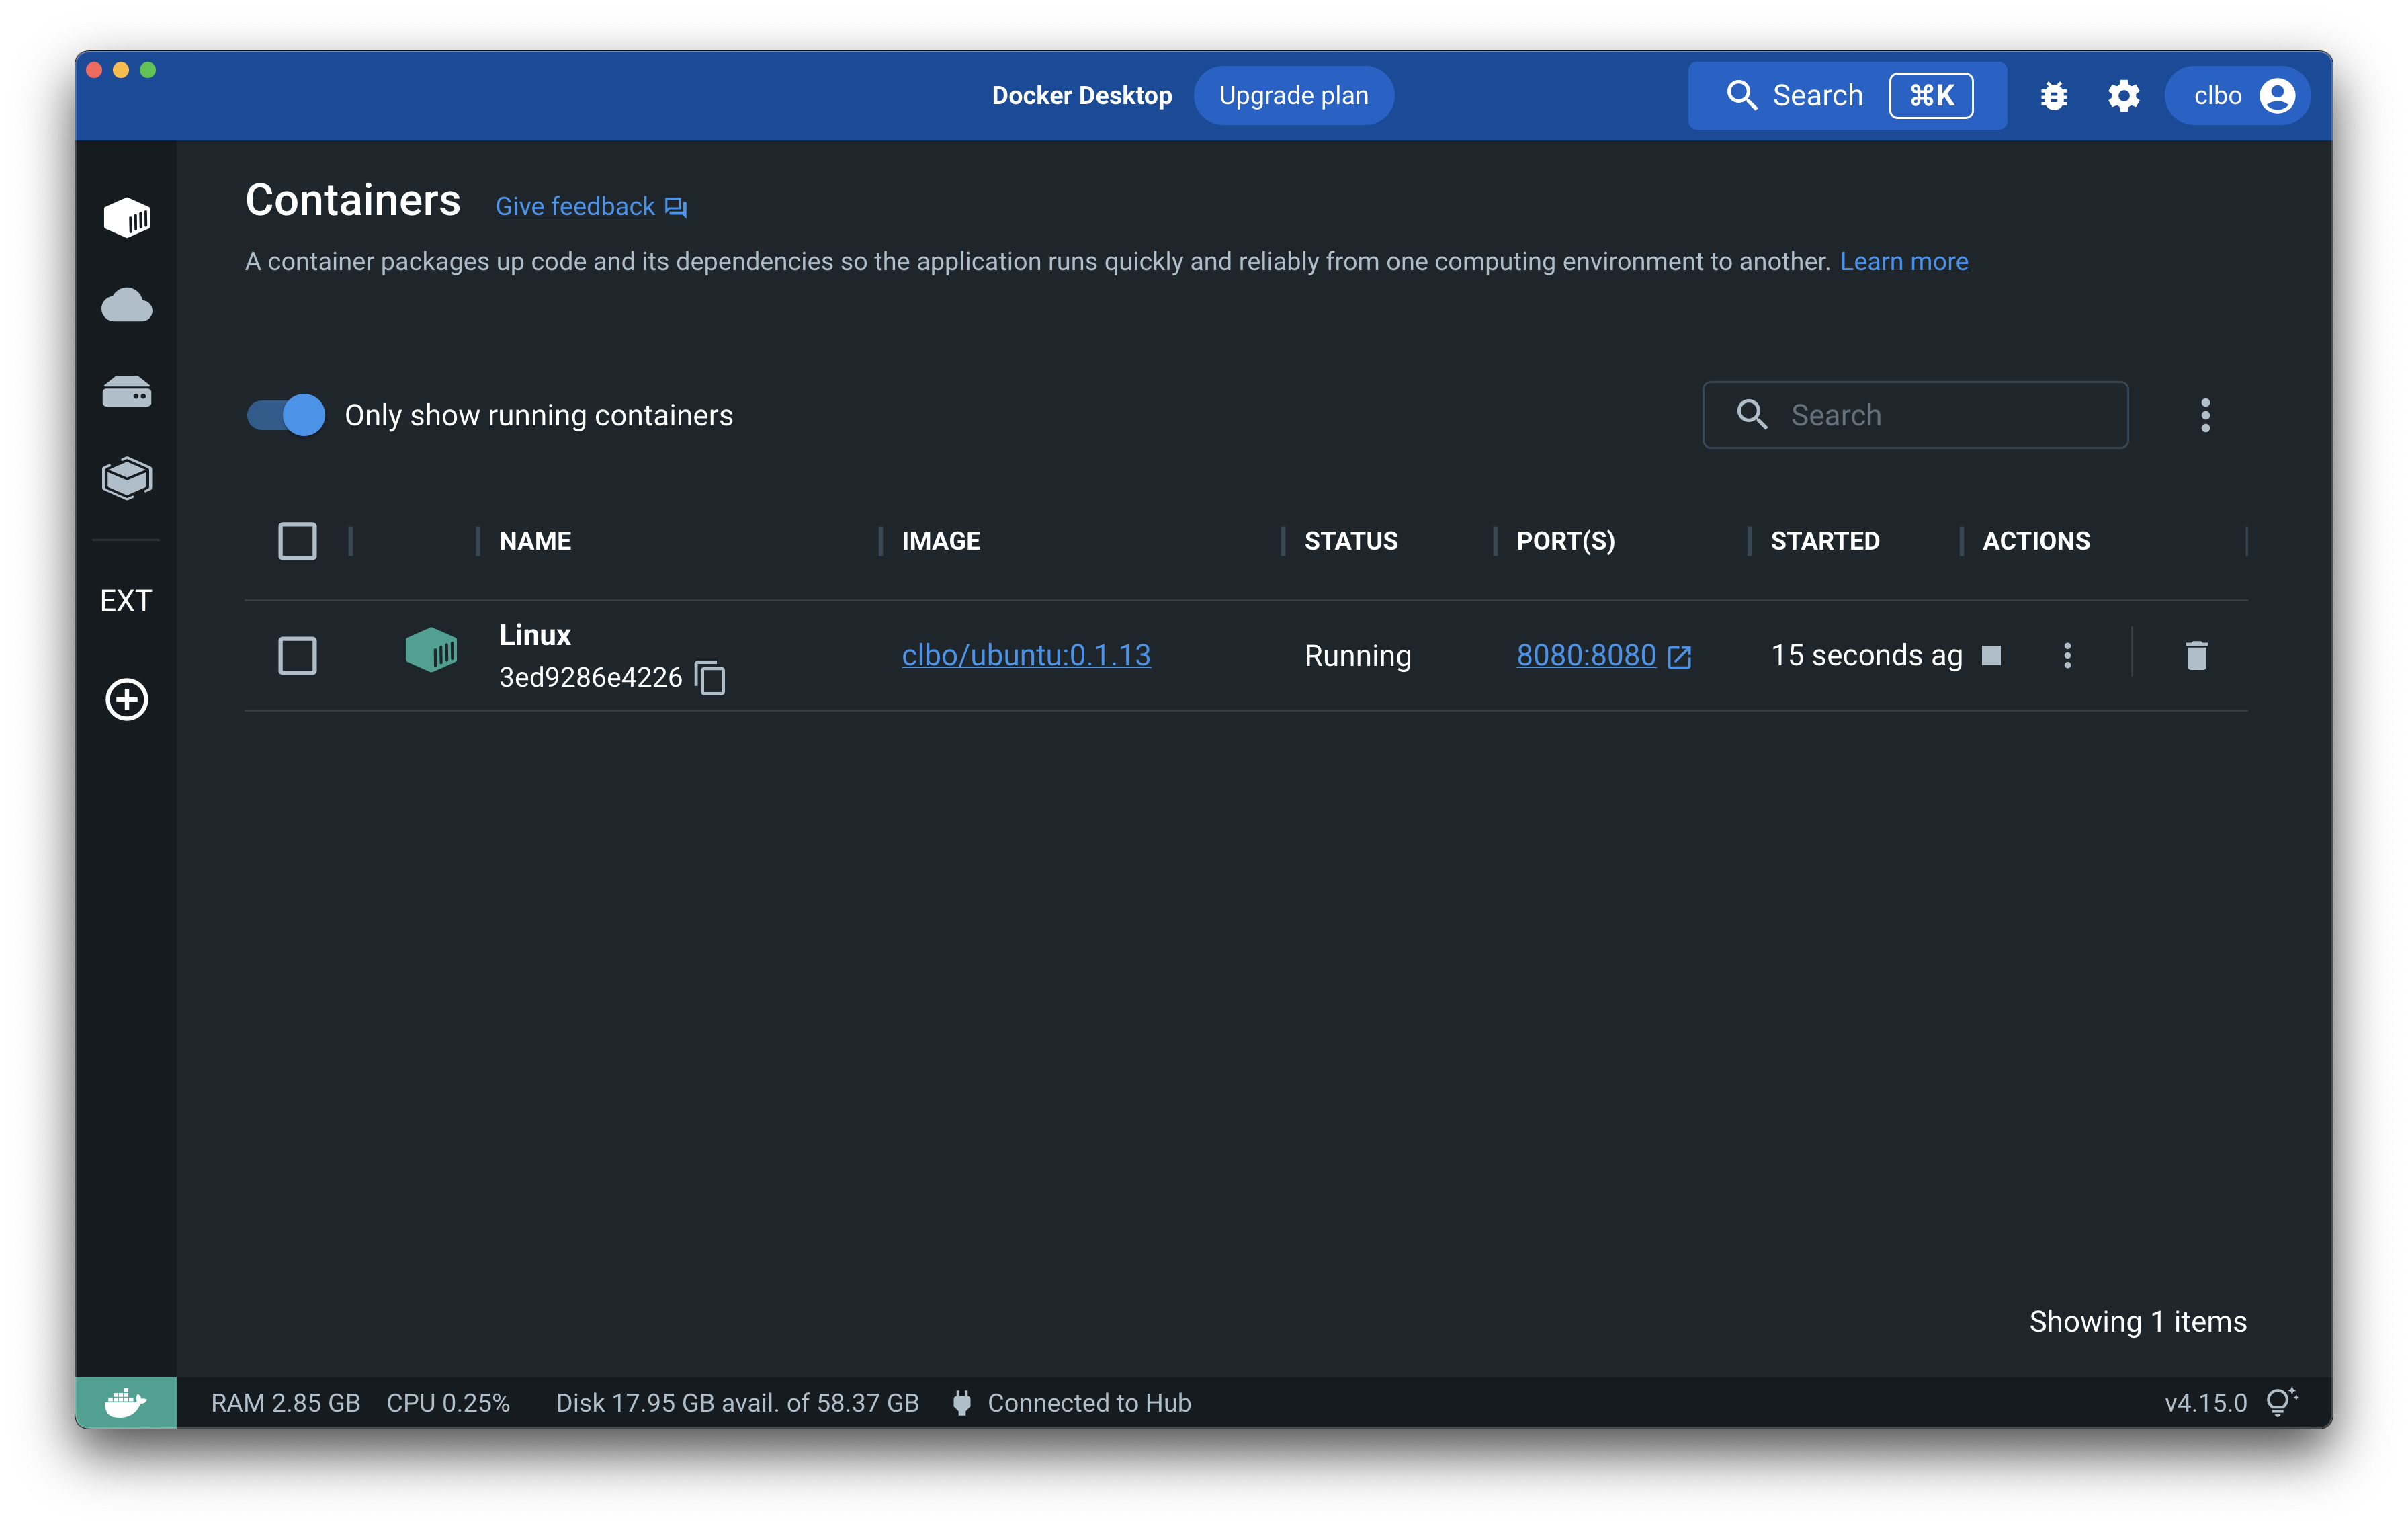 Docker Desktop Upgrade plan Search ⌘K clbo
Containers Give feedback
A container packages up code and its dependencies so the application runs quickly and reliably from one computing environment to another. Learn more
Only show running containers Search
NAME IMAGE STATUS PORT(S) STARTED ACTIONS
EXT
Linux
3ed9286e4226
clbo/ubuntu:0.1.13 Running 8080:8080 15 seconds ag
Showing 1 items
RAM 2.85 GB CPU 0.25% Disk 17.95 GB avail. of 58.37 GB Connected to Hub v4.15.0